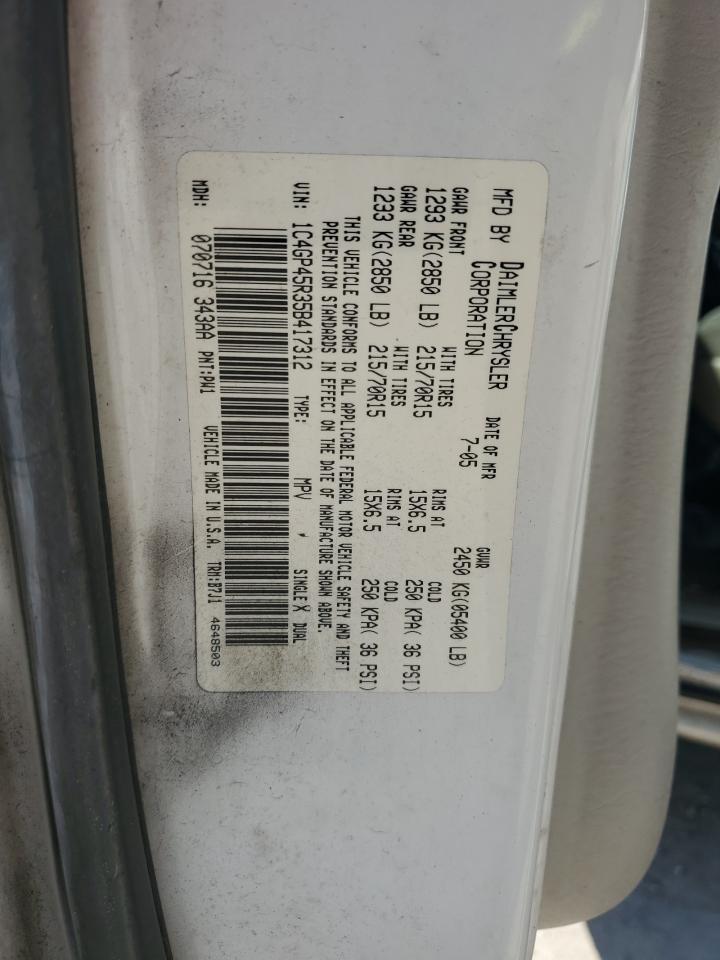 MFD BY DAIMLERCHRYSLER CORPORATION
DATE OF MFR 7-05
GVWR 2450 KG(05400 LB)
GAWR FRONT WITH TIRES RIMS AT COLD
1293 KG(2850 LB) 215/70R15 15X6.5 250 KPA( 36 PSI)
GAWR REAR WITH TIRES RIMS AT COLD
1293 KG(2850 LB) 215/70R15 15X6.5 250 KPA( 36 PSI)
THIS VEHICLE CONFORMS TO ALL APPLICABLE FEDERAL MOTOR VEHICLE SAFETY AND THEFT
PREVENTION STANDARDS IN EFFECT ON THE DATE OF MANUFACTURE SHOWN ABOVE.
VIN: 1C4GP45R35B417312 TYPE: MPV SINGLE X DUAL
MDH: 070716 343AA PNT:PW1 VEHICLE MADE IN U.S.A. TRM:B7J1 4648503